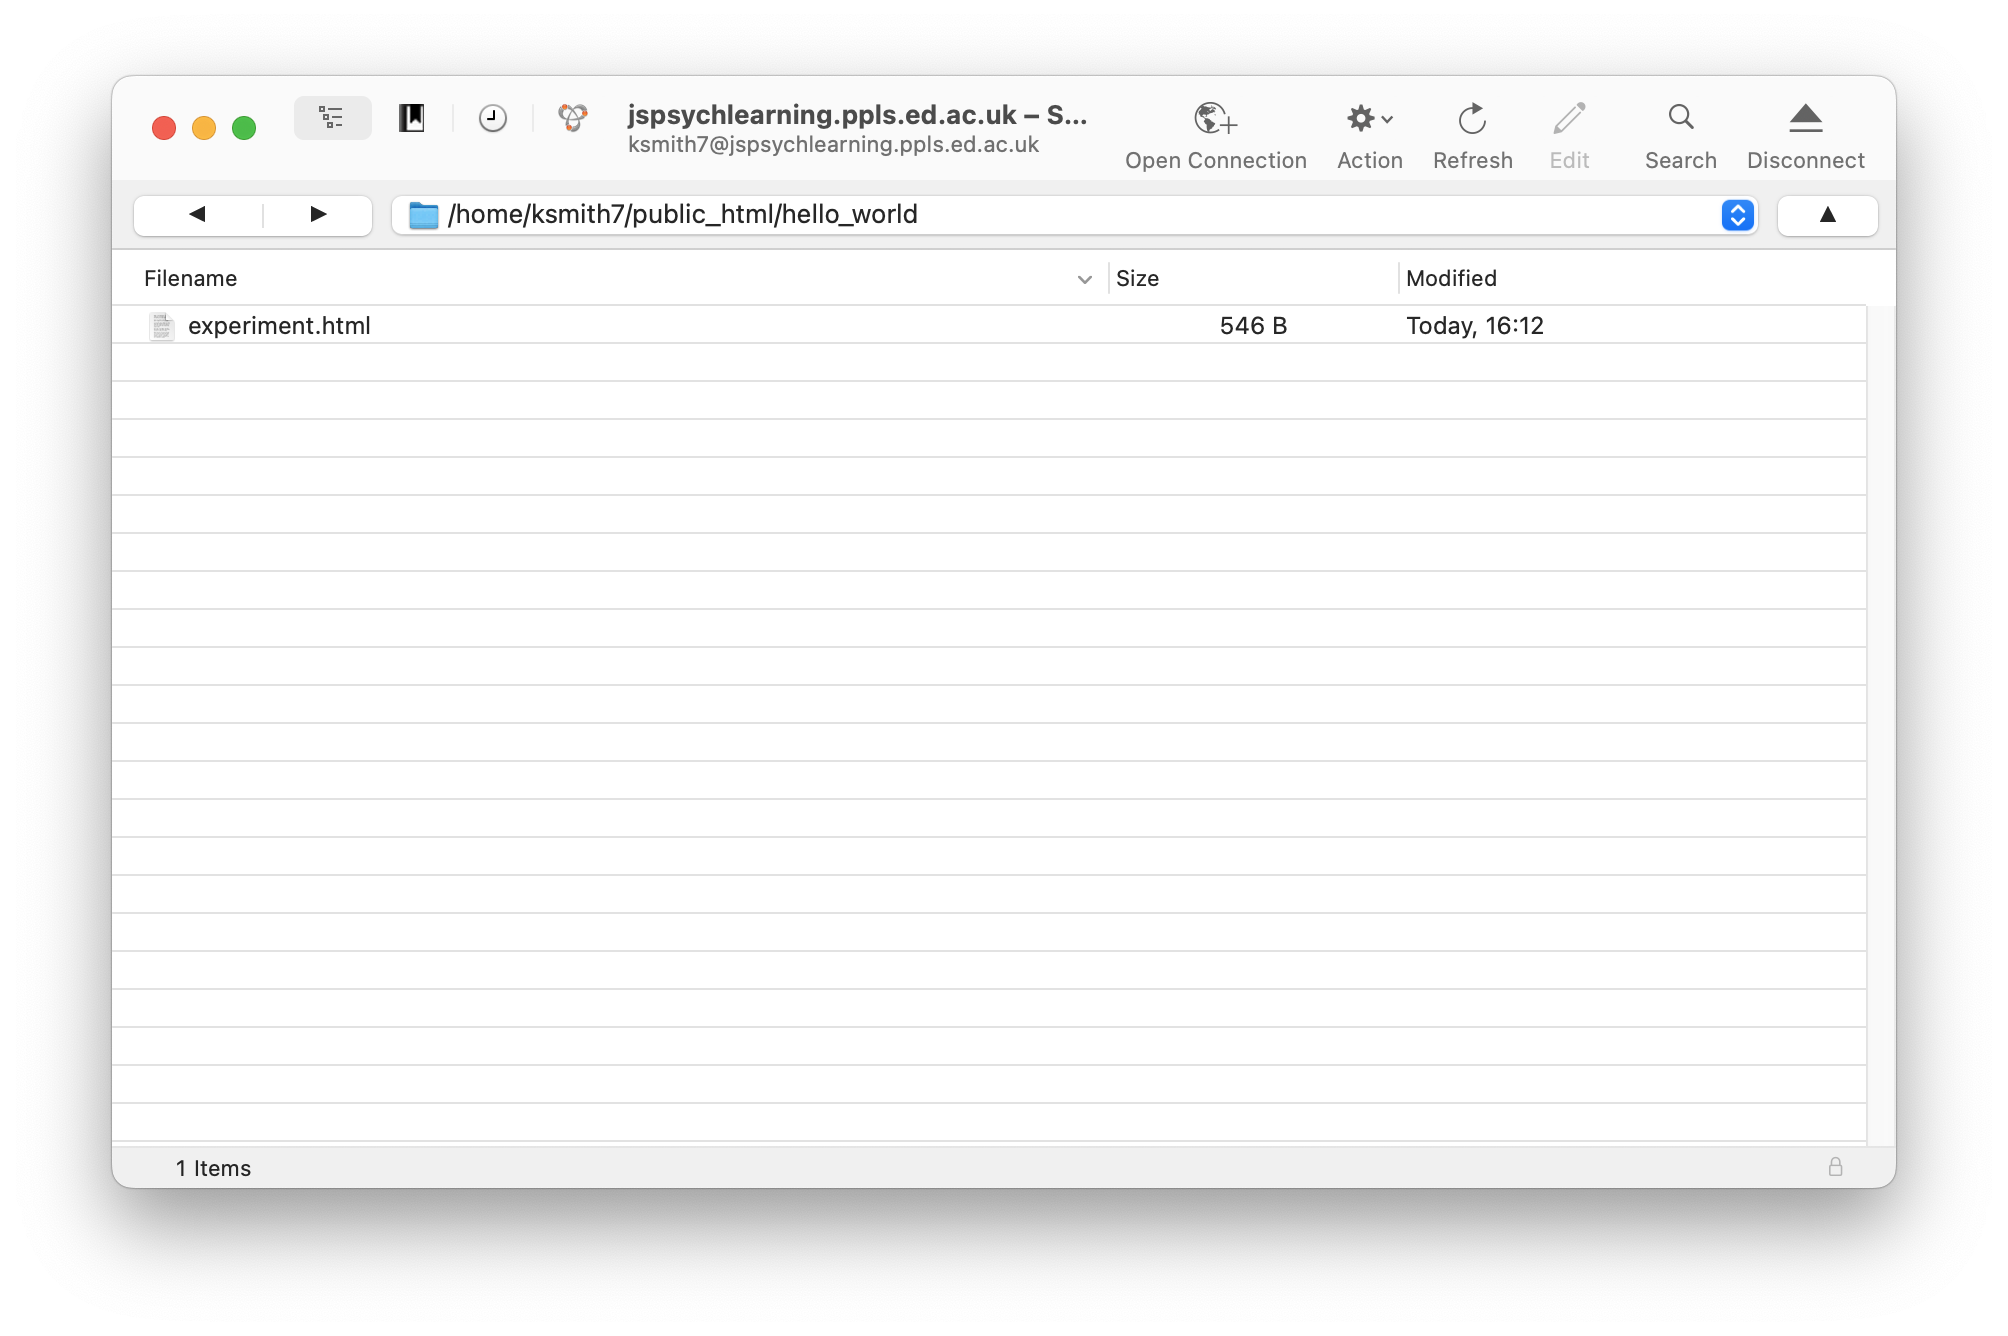 jspsychlearning.ppls.ed.ac.uk – S...
ksmith7@jspsychlearning.ppls.ed.ac.uk
Open Connection
Action
Refresh
Edit
Search
Disconnect
/home/ksmith7/public_html/hello_world
Filename Size Modified
experiment.html 546 B Today, 16:12
1 Items